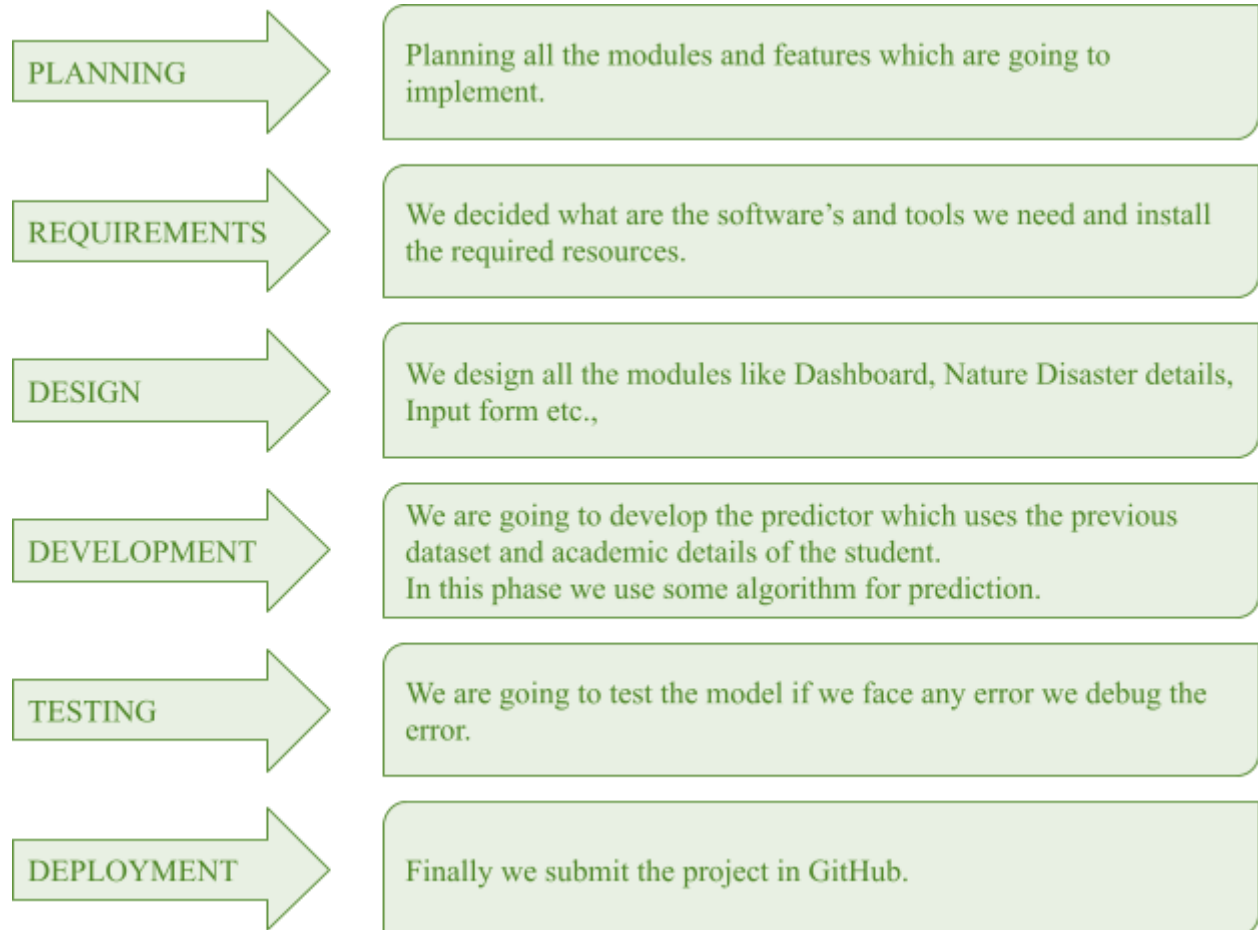 PLANNING
Planning all the modules and features which are going to
implement.
REQUIREMENTS
We decided what are the software’s and tools we need and install
the required resources.
DESIGN
We design all the modules like Dashboard, Nature Disaster details,
Input form etc.,
DEVELOPMENT
We are going to develop the predictor which uses the previous
dataset and academic details of the student.
In this phase we use some algorithm for prediction.
TESTING
We are going to test the model if we face any error we debug the
error.
DEPLOYMENT
Finally we submit the project in GitHub.